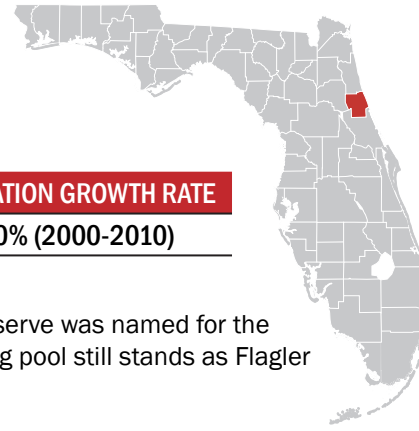 ATION GROWTH RATE
0% (2000-2010)
serve was named for the
g pool still stands as Flagler